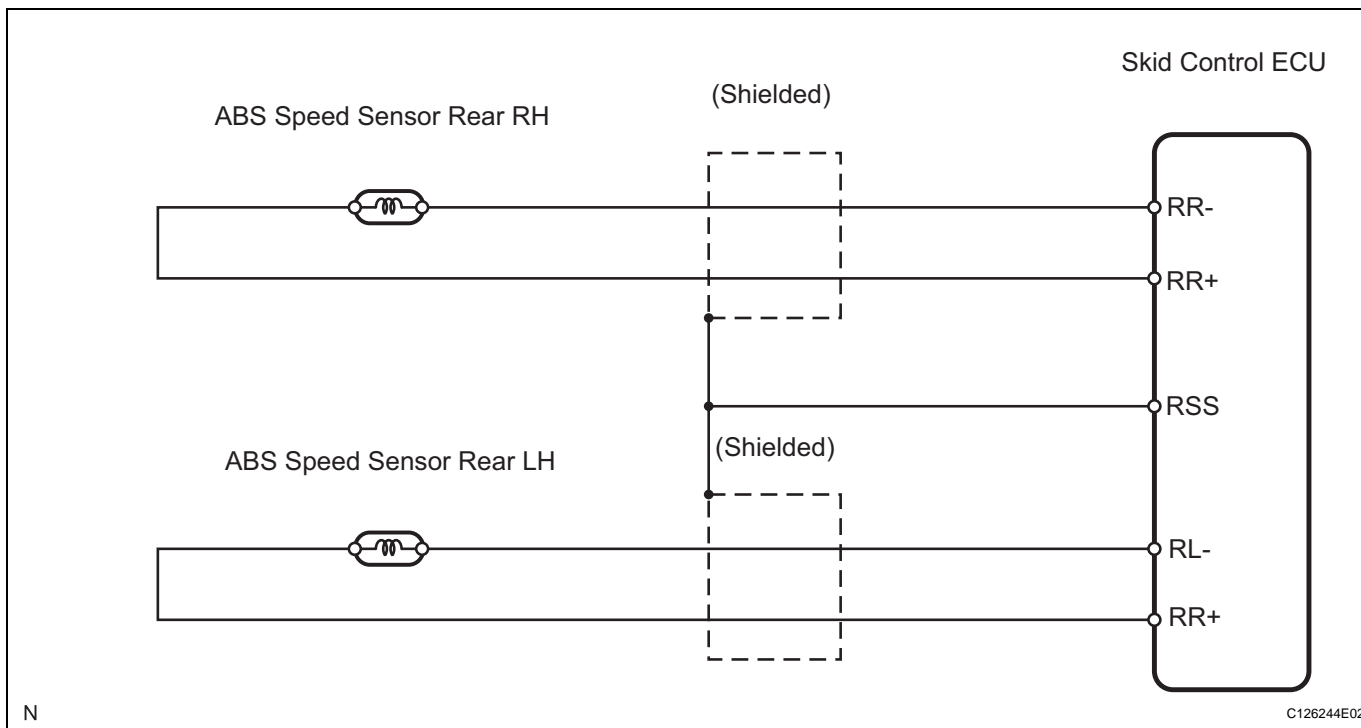 Skid Control ECU
(Shielded)
ABS Speed Sensor Rear RH
RR-
RR+
RSS
(Shielded)
ABS Speed Sensor Rear LH
RL-
RR+
N
C126244E02